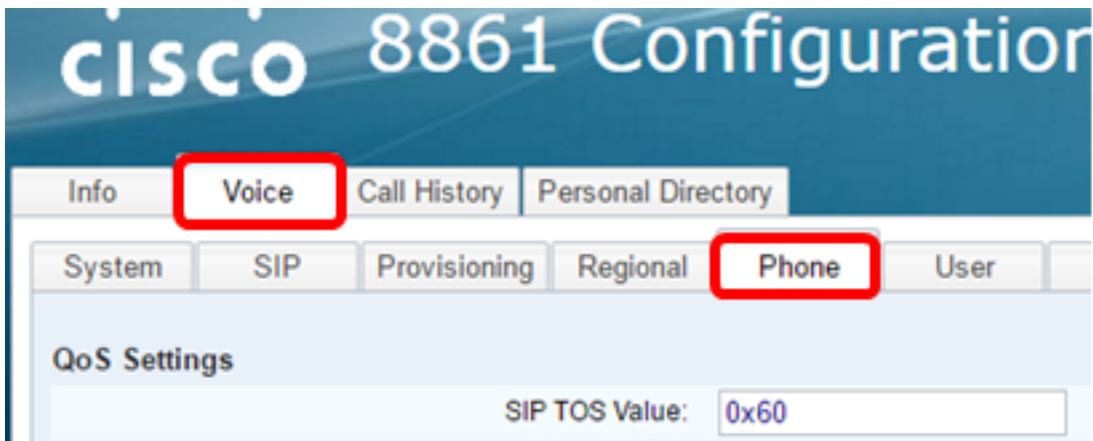 CISCO 8861 Configuration
Info Voice Call History Personal Directory
System SIP Provisioning Regional Phone User
QoS Settings
SIP TOS Value: 0x60